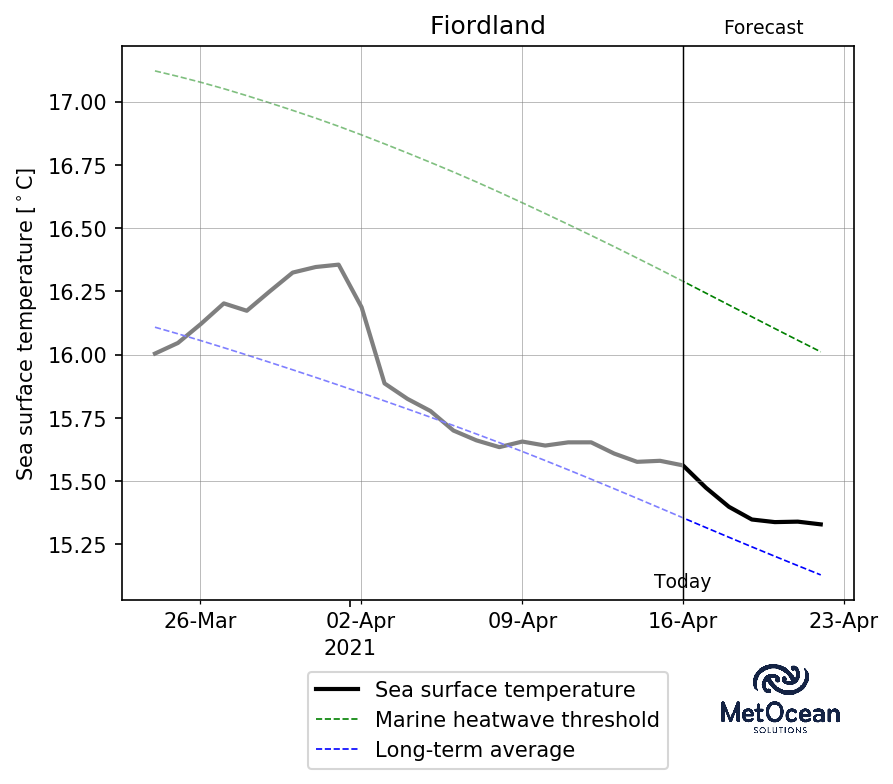 Fiordland
Forecast
Sea surface temperature [°C]
17.00
16.75
16.50
16.25
16.00
15.75
15.50
15.25
Today
26-Mar 02-Apr 09-Apr 16-Apr 23-Apr
2021
Sea surface temperature
Marine heatwave threshold
Long-term average
MetOcean
SOLUTIONS